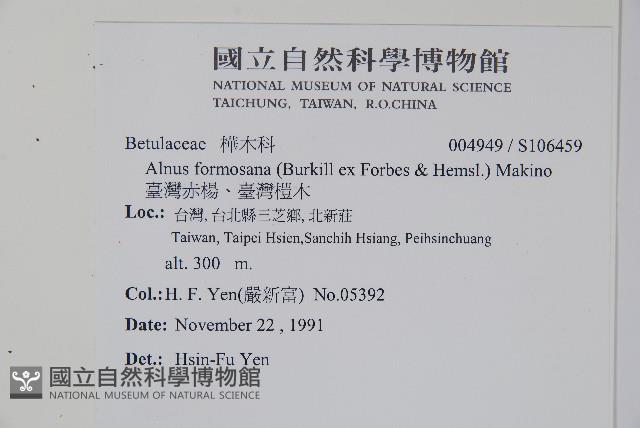 國立自然科學博物館
NATIONAL MUSEUM OF NATURAL SCIENCE
TAICHUNG, TAIWAN, R.O.CHINA
Betulaceae 樺木科 004949 / S106459
Alnus formosana (Burkill ex Forbes & Hemsl.) Makino
臺灣赤楊、臺灣榿木
Loc.: 台灣, 台北縣三芝鄉, 北新莊
Taiwan, Taipei Hsien,Sanchih Hsiang, Peihsinchuang
alt. 300 m.
Col.: H. F. Yen(嚴新富) No.05392
Date: November 22 , 1991
Det.: Hsin-Fu Yen
國立自然科學博物館
NATIONAL MUSEUM OF NATURAL SCIENCE